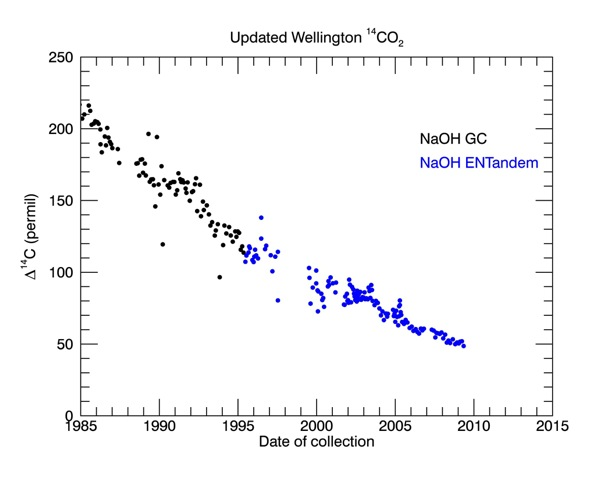 Updated Wellington ¹⁴CO₂
250
200
150
100
50
0
Δ¹⁴C (permil)
NaOH GC
NaOH ENTandem
1985 1990 1995 2000 2005 2010 2015
Date of collection